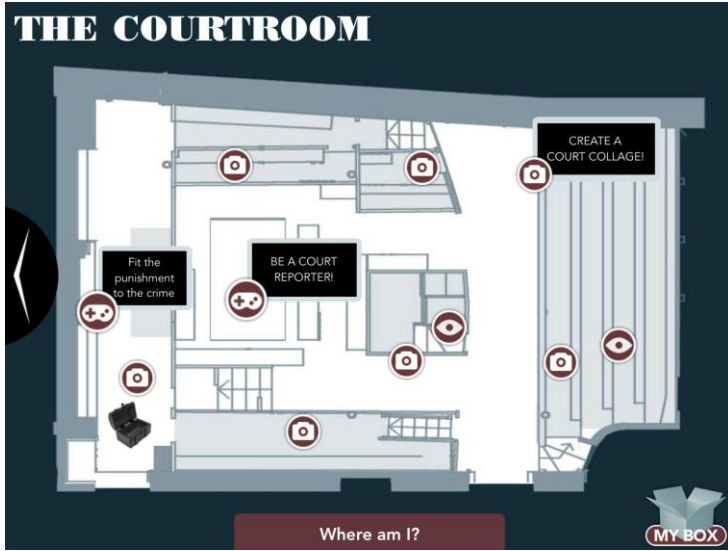 THE COURTROOM
CREATE A
COURT COLLAGE!
Fit the
punishment
to the crime
BE A COURT
REPORTER!
Where am I?
MY BOX